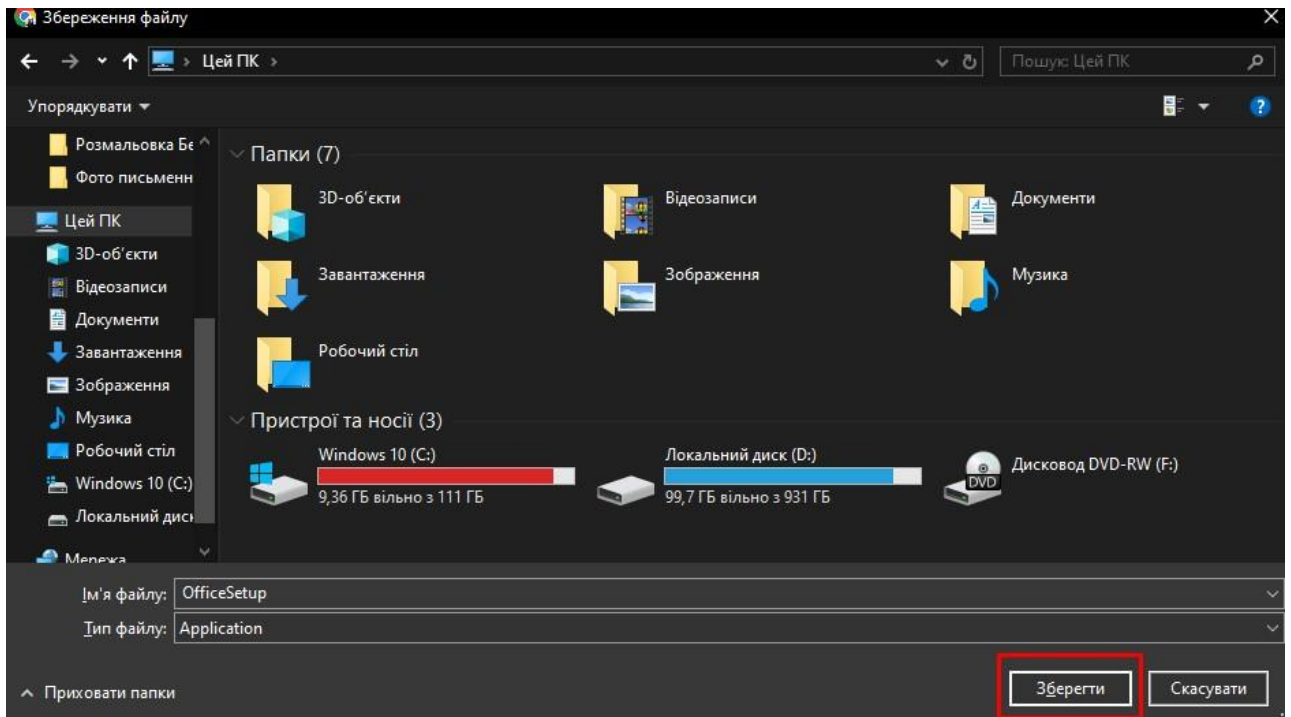 Збереження файлу
Цей ПК
Пошук: Цей ПК
Упорядкувати
Розмальовка Бе
Фото письменн
Цей ПК
3D-об'єкти
Відеозаписи
Документи
Завантаження
Зображення
Музика
Робочий стіл
Windows 10 (C:)
Локальний диск
Мережа
Папки (7)
3D-об'єкти
Відеозаписи
Документи
Завантаження
Зображення
Музика
Робочий стіл
Пристрої та носії (3)
Windows 10 (C:)
9,36 ГБ вільно з 111 ГБ
Локальний диск (D:)
99,7 ГБ вільно з 931 ГБ
DVD
Дисковод DVD-RW (F:)
Ім'я файлу: OfficeSetup
Тип файлу: Application
Приховати папки
Зберегти
Скасувати